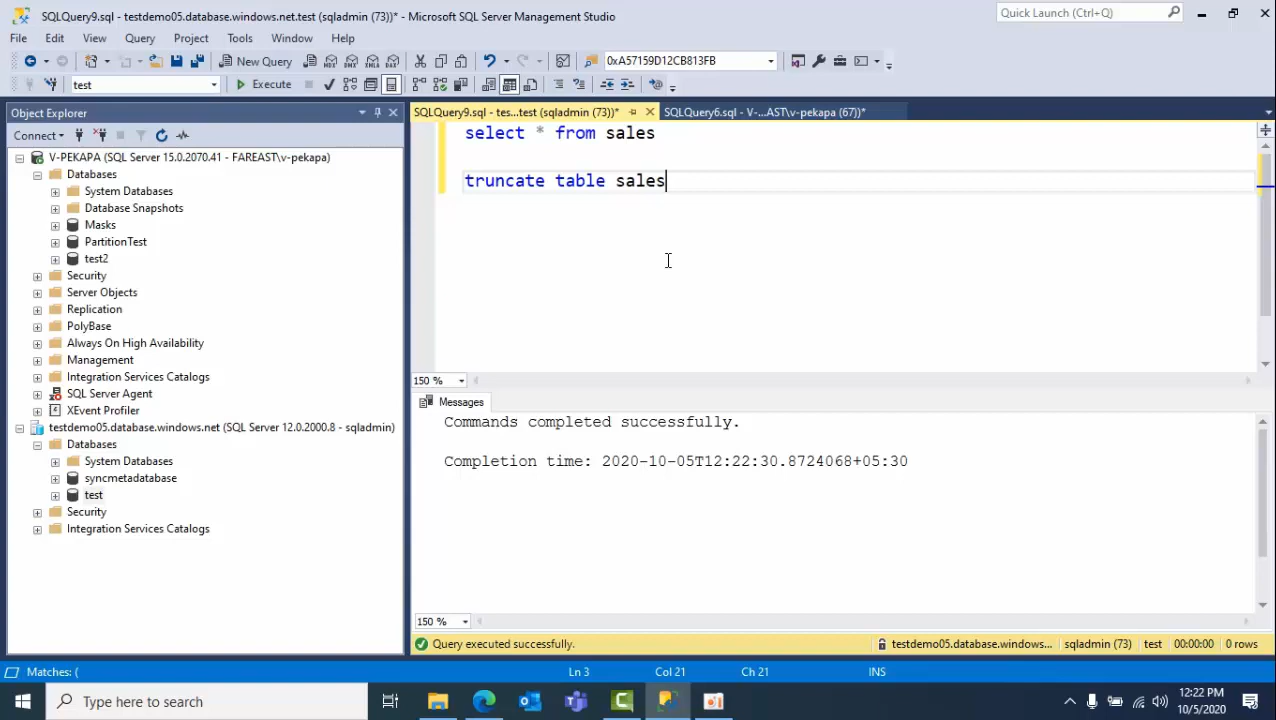 SQLQuery9.sql - testdemo05.database.windows.net.test (sqladmin (73))* - Microsoft SQL Server Management Studio
Quick Launch (Ctrl+Q)
File Edit View Query Project Tools Window Help
New Query
MDX DMX XMLA DAX
0xA57159D12CB813FB
test
Execute
Object Explorer
Connect
V-PEKAPA (SQL Server 15.0.2070.41 - FAREAST\v-pekapa)
Databases
System Databases
Database Snapshots
Masks
PartitionTest
test2
Security
Server Objects
Replication
PolyBase
Always On High Availability
Management
Integration Services Catalogs
SQL Server Agent
XEvent Profiler
testdemo05.database.windows.net (SQL Server 12.0.2000.8 - sqladmin)
Databases
System Databases
syncmetadatabase
test
Security
Integration Services Catalogs
SQLQuery9.sql - tes...test (sqladmin (73))*
SQLQuery6.sql - V-...AST\v-pekapa (67))*
select * from sales
truncate table sales
150 %
Messages
Commands completed successfully.
Completion time: 2020-10-05T12:22:30.8724068+05:30
150 %
Query executed successfully.
testdemo05.database.windows... sqladmin (73) test 00:00:00 0 rows
Matches: (
Ln 3 Col 21 Ch 21 INS
Type here to search
12:22 PM
10/5/2020